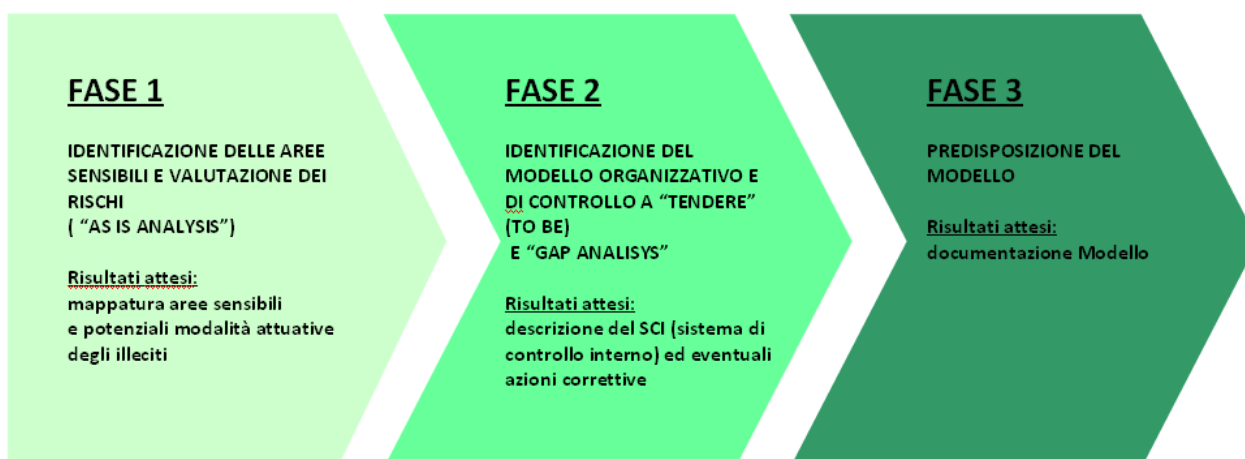 FASE 1
IDENTIFICAZIONE DELLE AREE
SENSIBILI E VALUTAZIONE DEI
RISCHI
( “AS IS ANALYSIS”)
Risultati attesi:
mappatura aree sensibili
e potenziali modalità attuative
degli illeciti
FASE 2
IDENTIFICAZIONE DEL
MODELLO ORGANIZZATIVO E
DI CONTROLLO A “TENDERE”
(TO BE)
E “GAP ANALISYS”
Risultati attesi:
descrizione del SCI (sistema di
controllo interno) ed eventuali
azioni correttive
FASE 3
PREDISPOSIZIONE DEL
MODELLO
Risultati attesi:
documentazione Modello